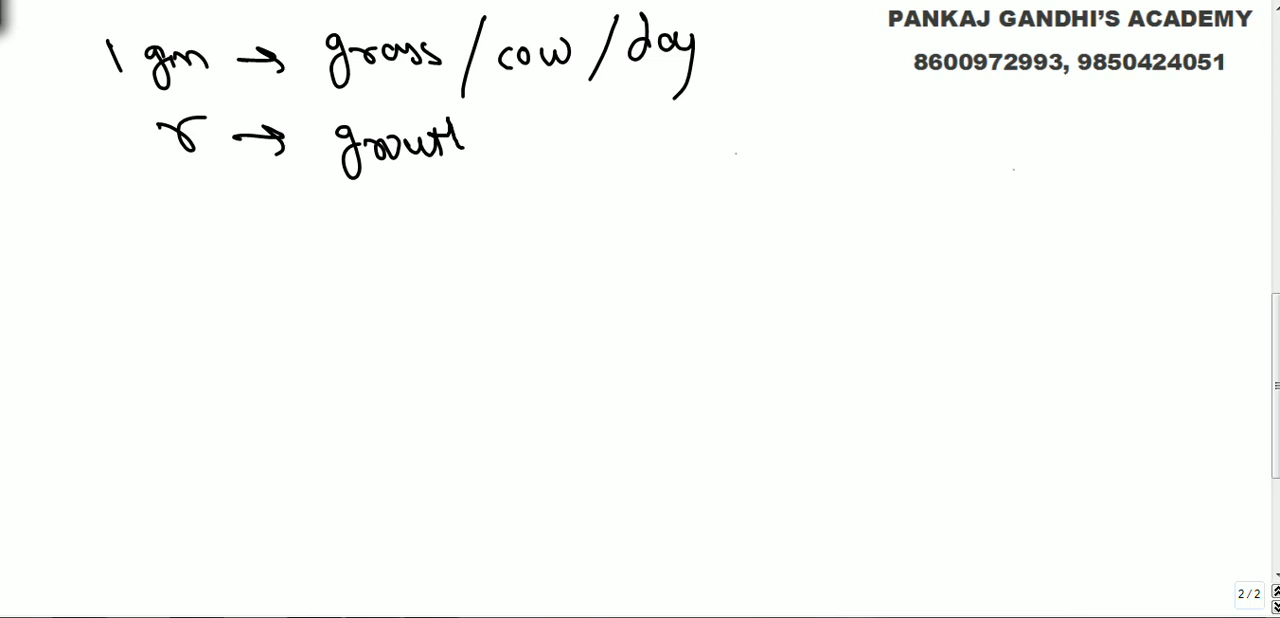 PANKAJ GANDHI'S ACADEMY
8600972993, 9850424051
1 gm → grass / cow / day
r → growth
2 / 2